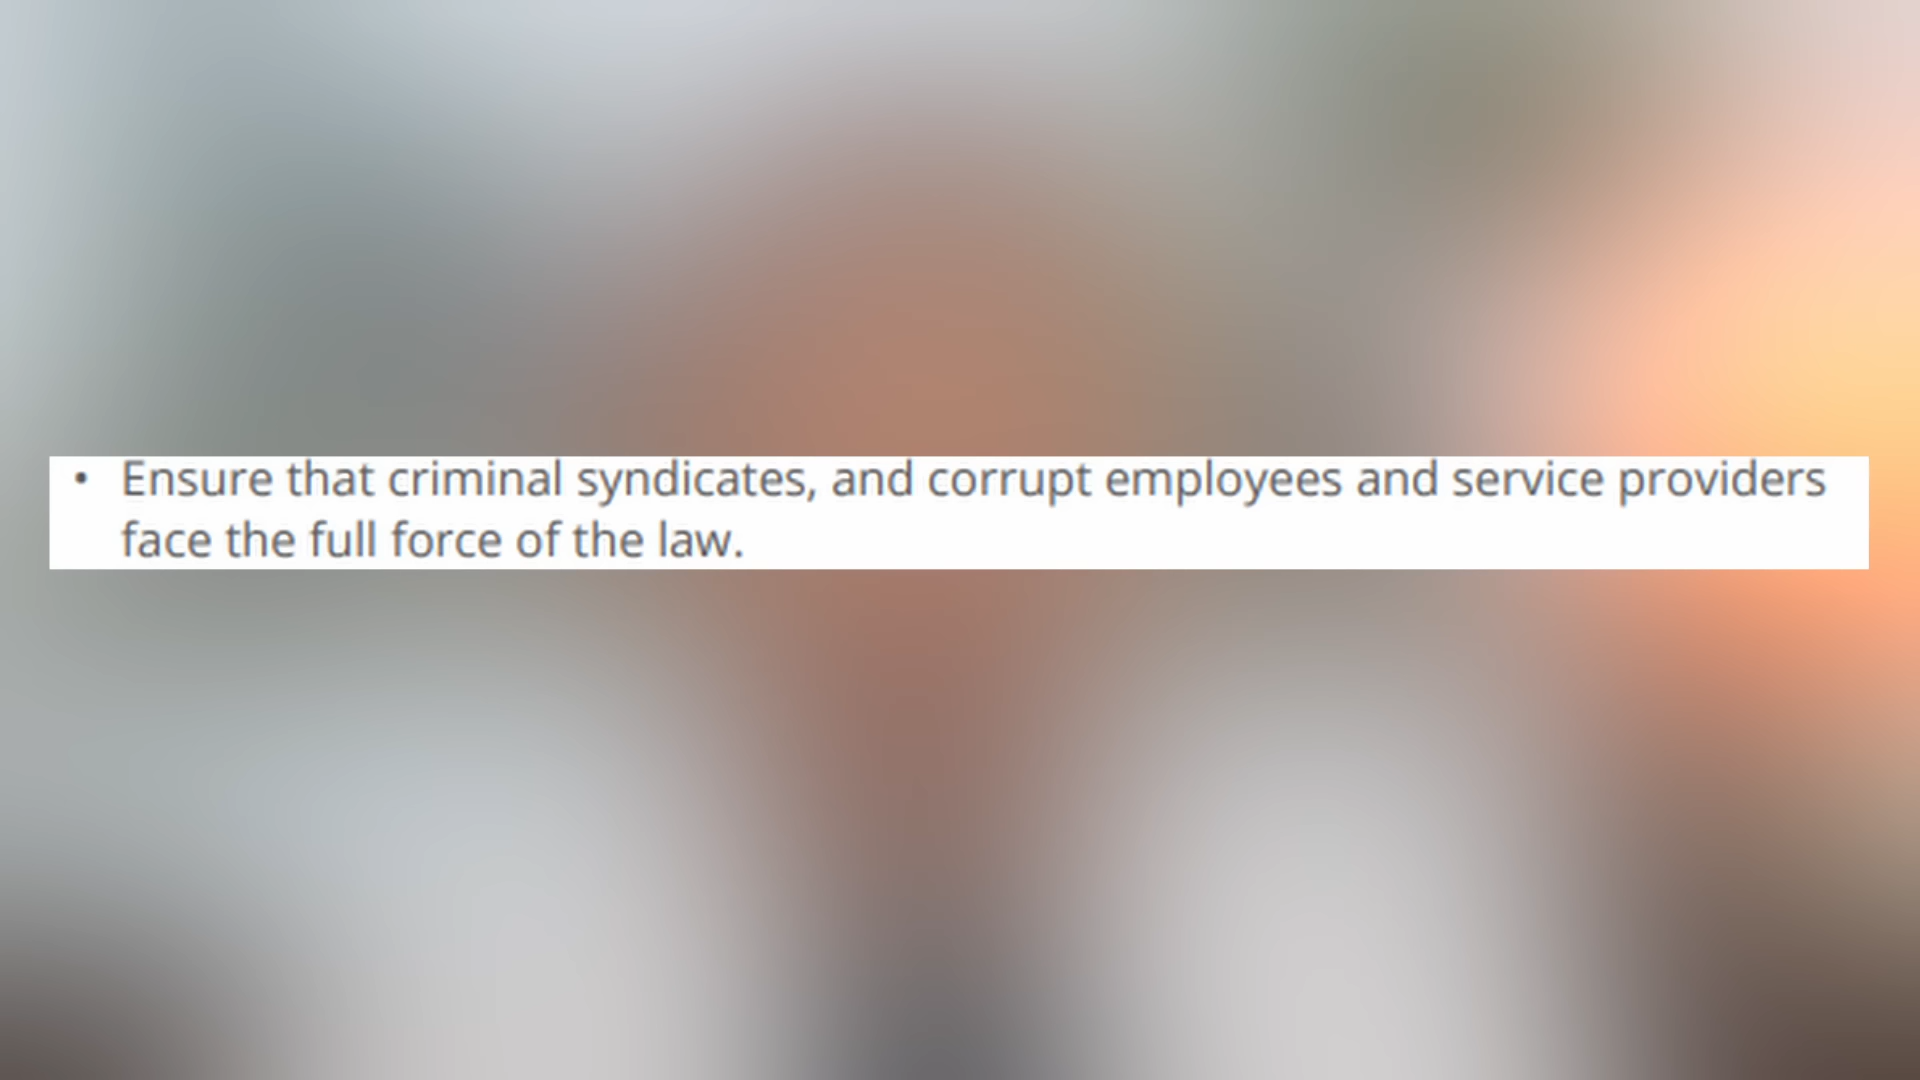 • Ensure that criminal syndicates, and corrupt employees and service providers
face the full force of the law.